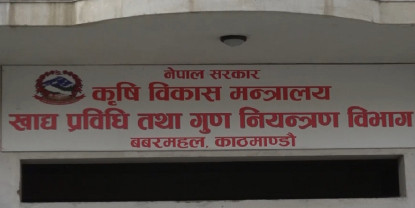 नेपाल सरकार
कृषि विकास मन्त्रालय
खाद्य प्रविधि तथा गुण नियन्त्रण विभाग
बबरमहल, काठमाण्डौ